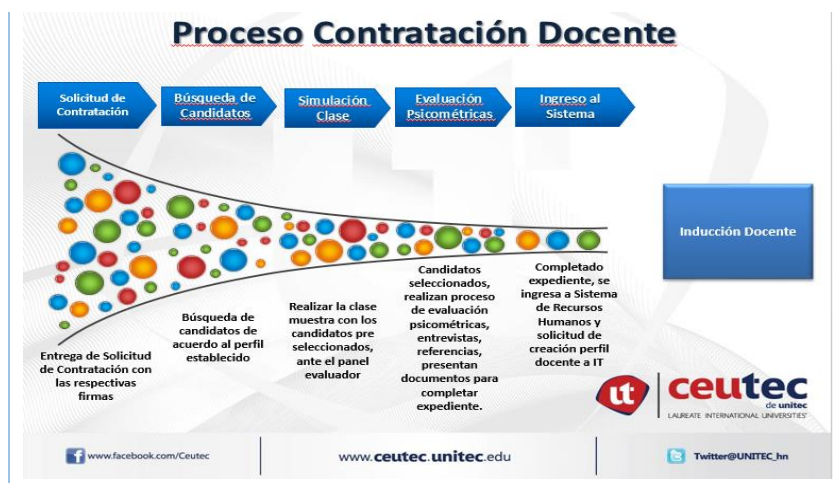 Proceso Contratación Docente
Solicitud de
Contratación
Búsqueda de
Candidatos
Simulación
Clase
Evaluación
Psicométricas
Ingreso al
Sistema
Inducción Docente
Entrega de Solicitud
de Contratación con
las respectivas
firmas
Búsqueda de
candidatos de
acuerdo al perfil
establecido
Realizar la clase
muestra con los
candidatos pre
seleccionados,
ante el panel
evaluador
Candidatos
seleccionados,
realizan proceso
de evaluación
psicométricas,
entrevistas,
referencias,
presentan
documentos para
completar
expediente.
Completado
expediente, se
ingresa a Sistema
de Recursos
Humanos y
solicitud de
creación perfil
docente a IT
ut
ceutec
de unitec
LAUREATE INTERNATIONAL UNIVERSITIES®
f www.facebook.com/Ceutec
www.ceutec.unitec.edu
t Twitter@UNITEC_hn